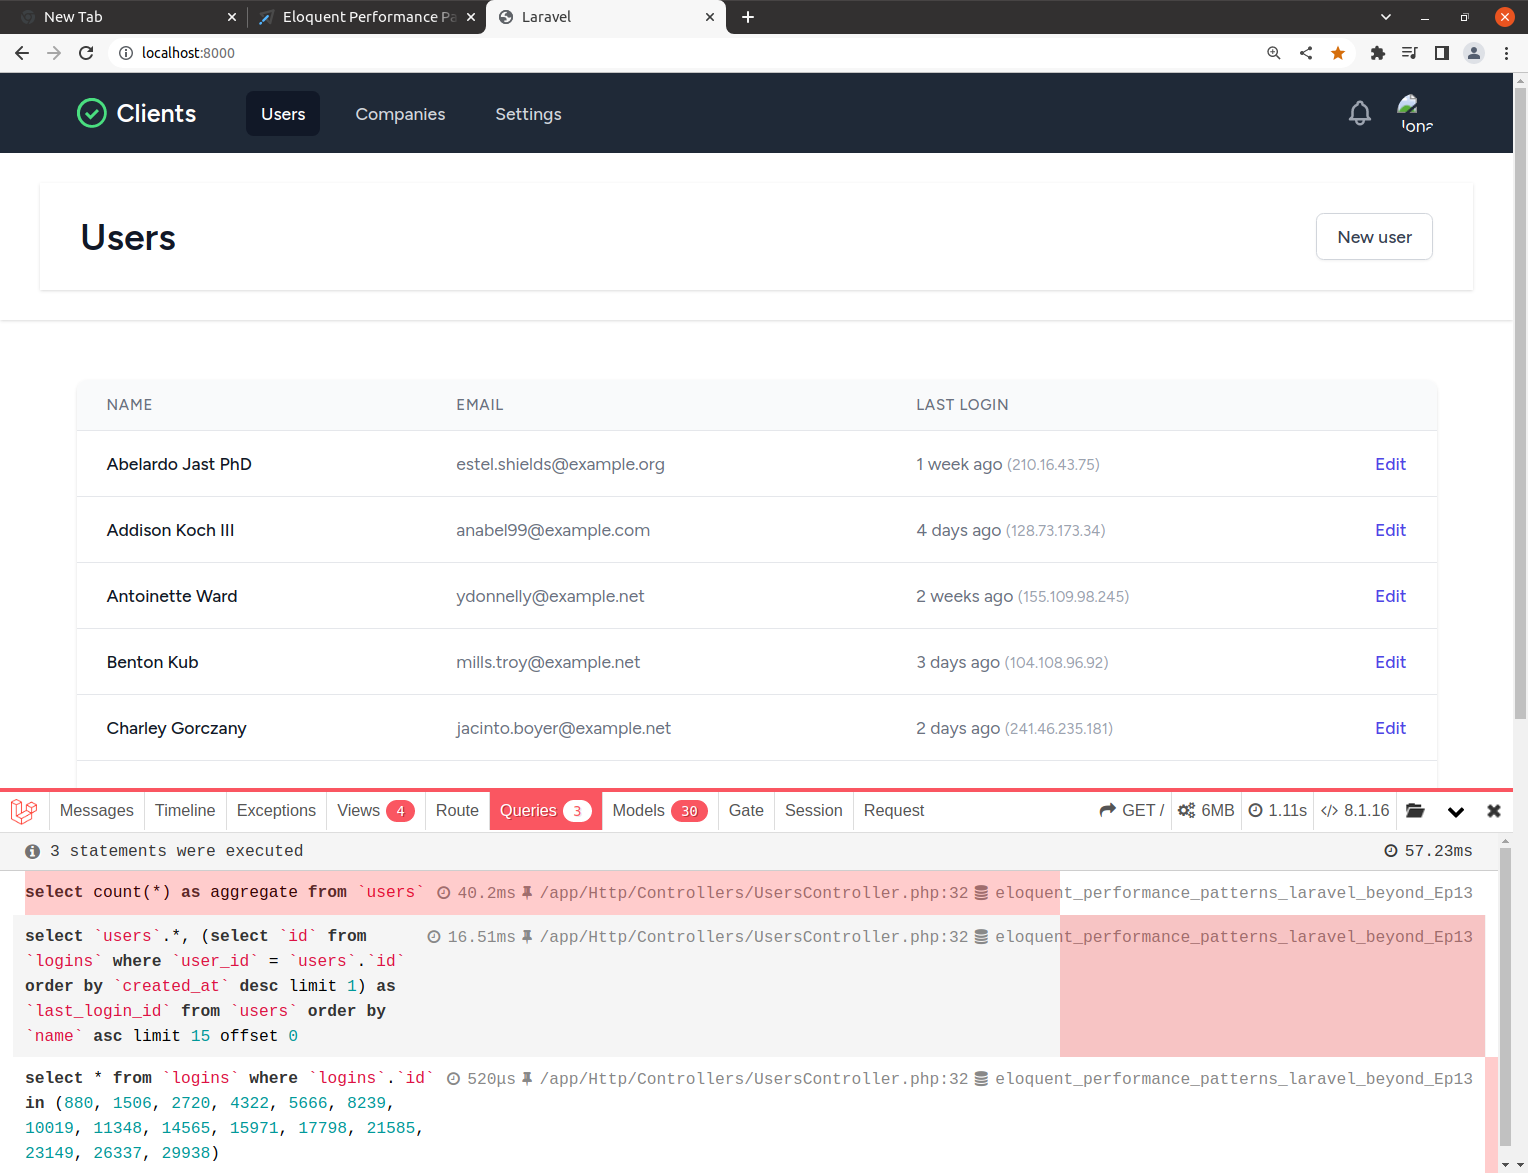 New Tab
Eloquent Performance Pa
Laravel
localhost:8000
Clients
Users
Companies
Settings
Jona
Users
New user
NAME EMAIL LAST LOGIN
Abelardo Jast PhD estel.shields@example.org 1 week ago (210.16.43.75) Edit
Addison Koch III anabel99@example.com 4 days ago (128.73.173.34) Edit
Antoinette Ward ydonnelly@example.net 2 weeks ago (155.109.98.245) Edit
Benton Kub mills.troy@example.net 3 days ago (104.108.96.92) Edit
Charley Gorczany jacinto.boyer@example.net 2 days ago (241.46.235.181) Edit
Messages Timeline Exceptions Views 4 Route Queries 3 Models 30 Gate Session Request GET / 6MB 1.11s 8.1.16
3 statements were executed 57.23ms
select count(*) as aggregate from `users` 40.2ms /app/Http/Controllers/UsersController.php:32 eloquent_performance_patterns_laravel_beyond_Ep13
select `users`.*, (select `id` from 16.51ms /app/Http/Controllers/UsersController.php:32 eloquent_performance_patterns_laravel_beyond_Ep13
`logins` where `user_id` = `users`.`id`
order by `created_at` desc limit 1) as
`last_login_id` from `users` order by
`name` asc limit 15 offset 0
select * from `logins` where `logins`.`id` 520μs /app/Http/Controllers/UsersController.php:32 eloquent_performance_patterns_laravel_beyond_Ep13
in (880, 1506, 2720, 4322, 5666, 8239,
10019, 11348, 14565, 15971, 17798, 21585,
23149, 26337, 29938)